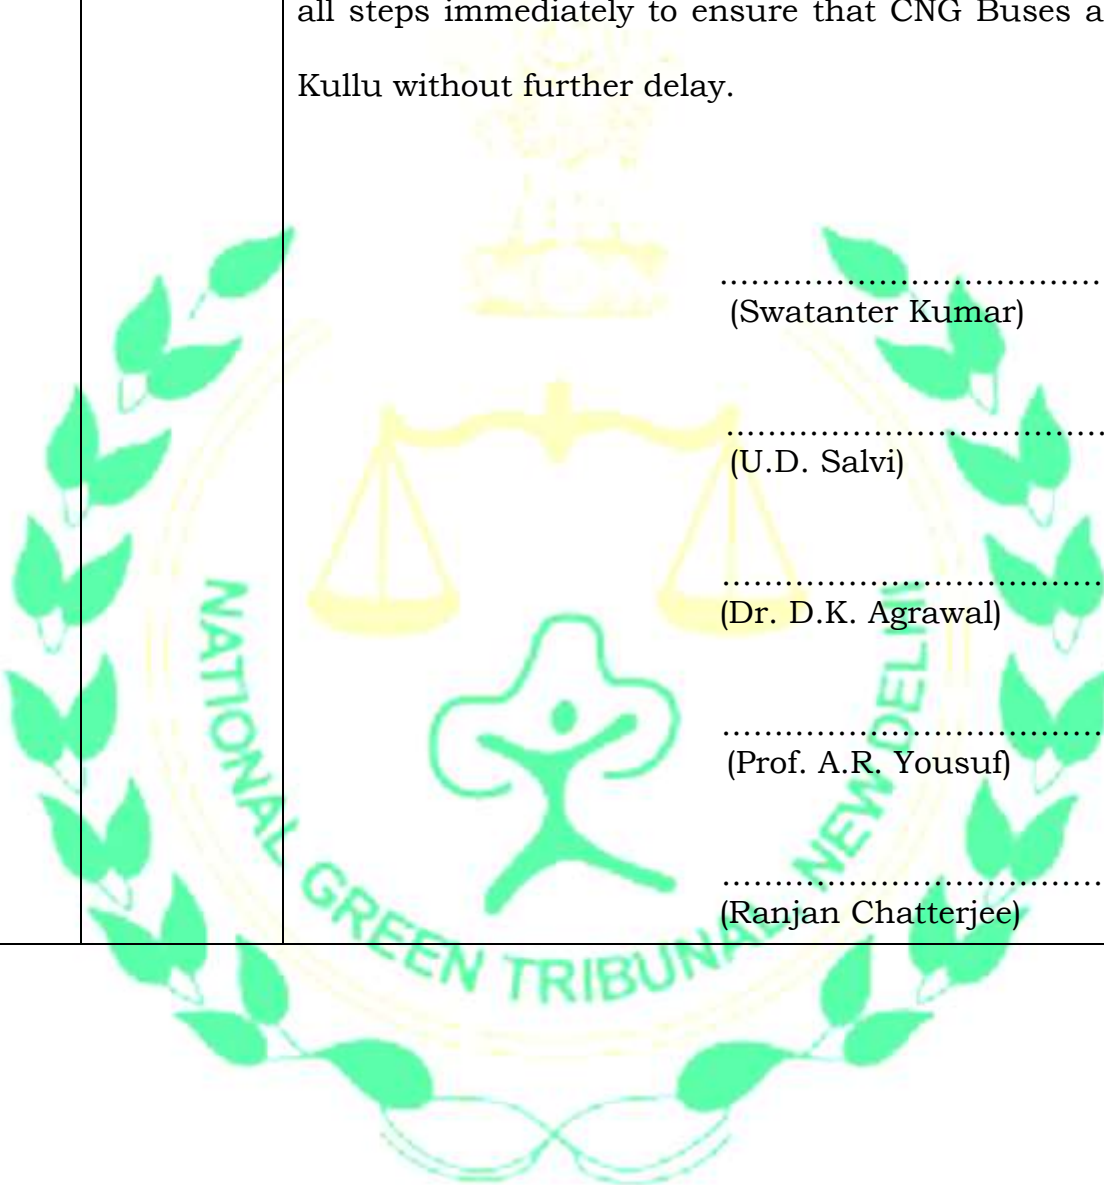 all steps immediately to ensure that CNG Buses a
Kullu without further delay.
....................................
(Swatanter Kumar)
....................................
(U.D. Salvi)
....................................
(Dr. D.K. Agrawal)
....................................
(Prof. A.R. Yousuf)
....................................
(Ranjan Chatterjee)
NATIONAL GREEN TRIBUNAL NEW DELHI